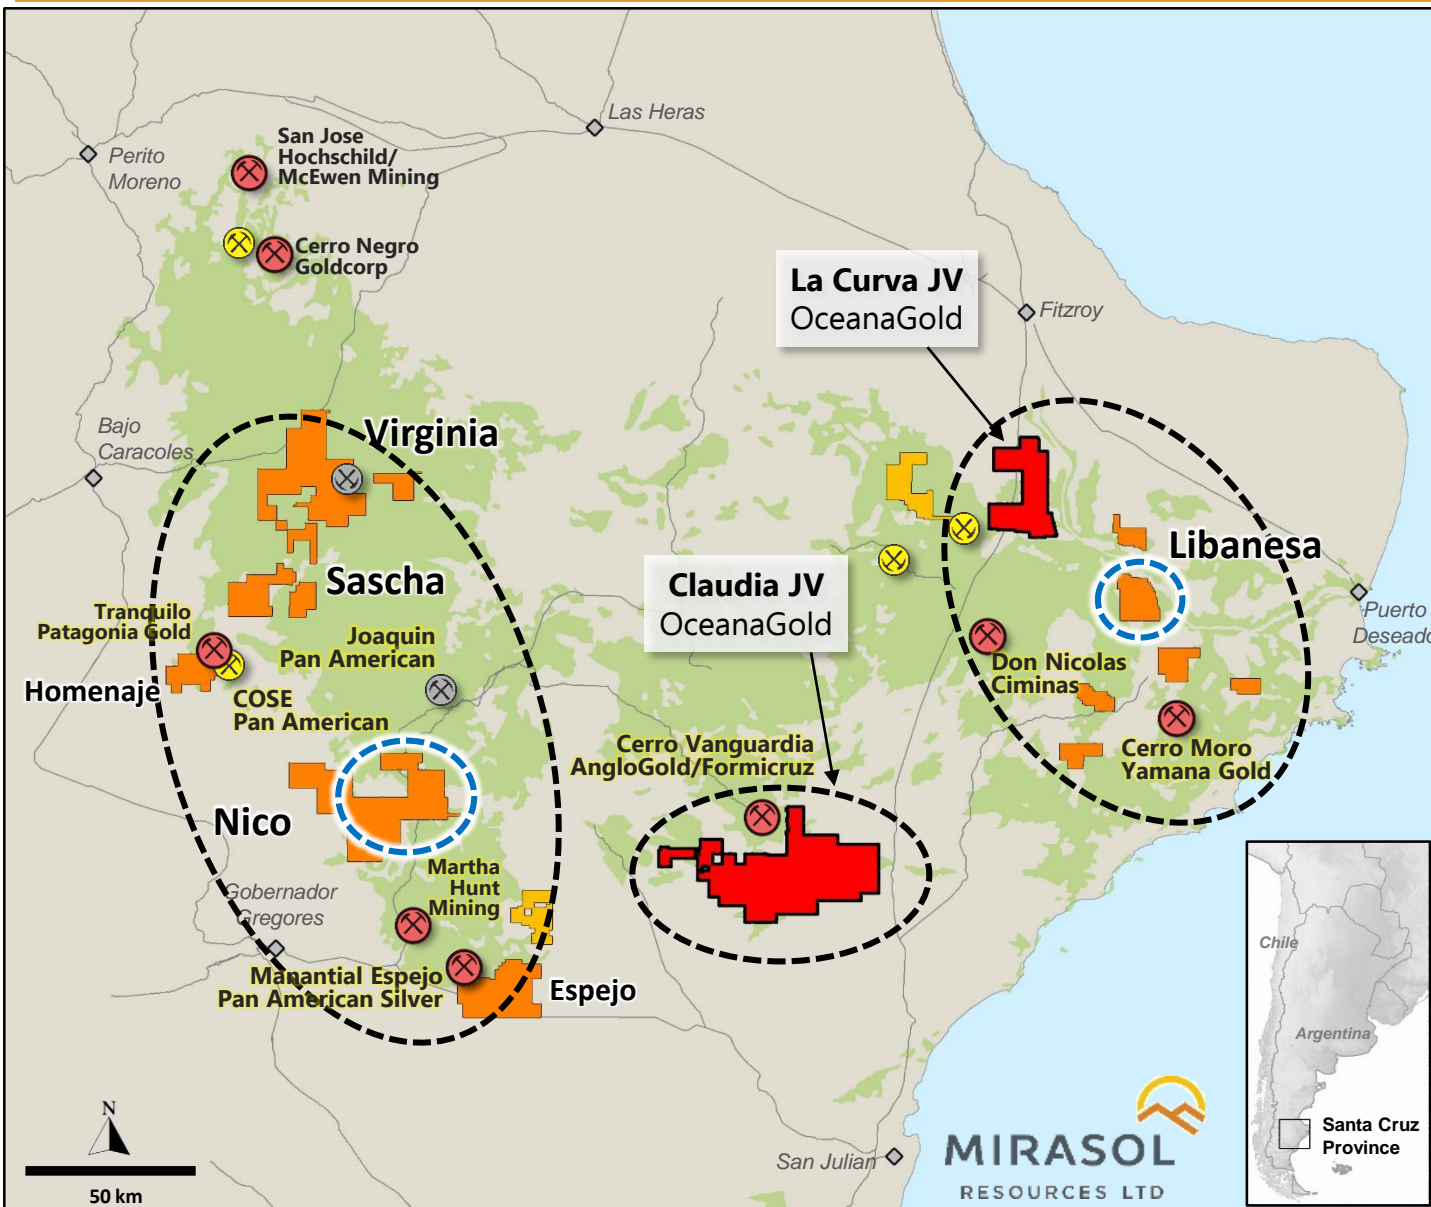 Las Heras
Perito
Moreno
San Jose
Hochschild/
McEwen Mining
Cerro Negro
Goldcorp
La Curva JV
OceanaGold
Fitzroy
Bajo
Caracoles
Virginia
Libanesa
Claudia JV
OceanaGold
Sascha
Tranquilo
Patagonia Gold
Joaquin
Pan American
Puerto
Deseado
Don Nicolas
Ciminas
Homenaje
COSE
Pan American
Cerro Vanguardia
AngloGold/Formicruz
Cerro Moro
Yamana Gold
Nico
Martha
Hunt
Mining
Gobernador
Gregores
Manantial Espejo
Pan American Silver
Espejo
Chile
Argentina
Santa Cruz
Province
N
50 km
San Julian
MIRASOL
RESOURCES LTD